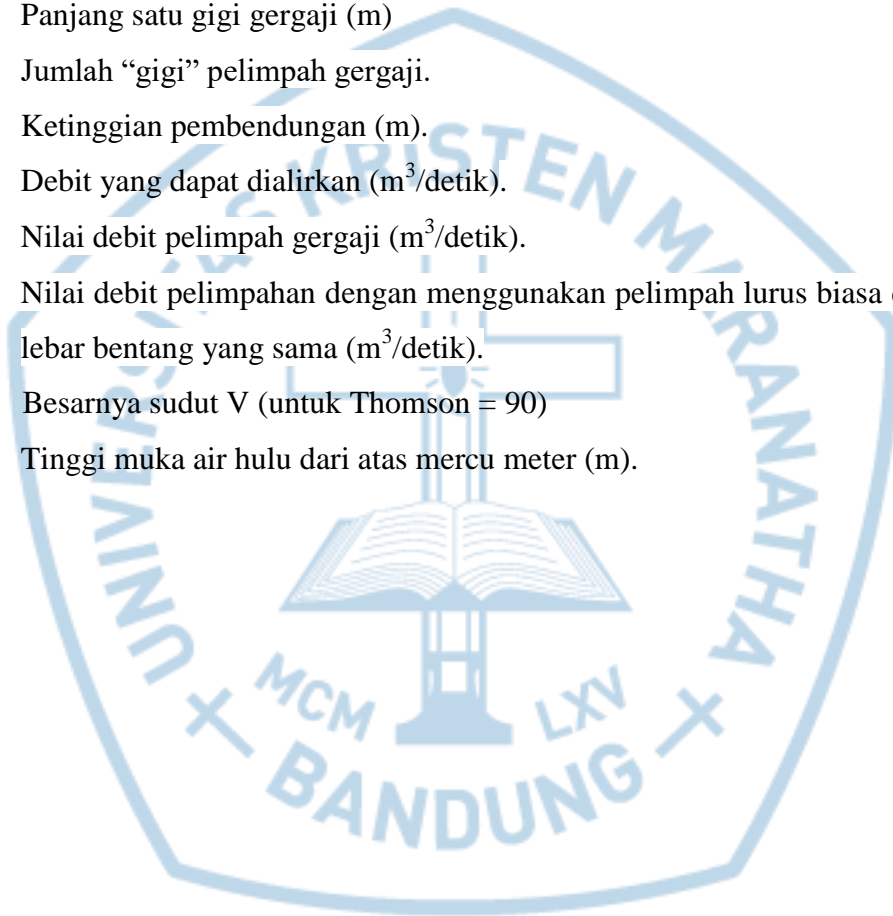 Panjang satu gigi gergaji (m)
Jumlah “gigi” pelimpah gergaji.
Ketinggian pembendungan (m).
Debit yang dapat dialirkan (m³/detik).
Nilai debit pelimpah gergaji (m³/detik).
Nilai debit pelimpahan dengan menggunakan pelimpah lurus biasa
lebar bentang yang sama (m³/detik).
Besarnya sudut V (untuk Thomson = 90)
Tinggi muka air hulu dari atas mercu meter (m).
UNIVERSITAS KRISTEN MARANATHA
MCM LXV
BANDUNG